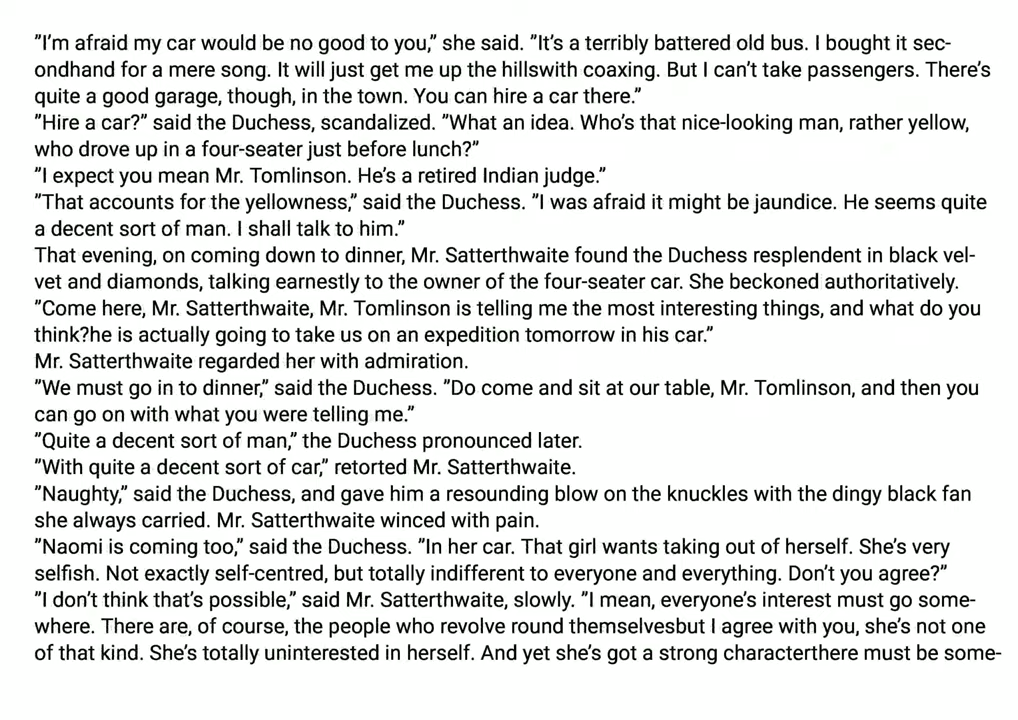 ”I’m afraid my car would be no good to you,” she said. ”It’s a terribly battered old bus. I bought it sec-
ondhand for a mere song. It will just get me up the hillswith coaxing. But I can’t take passengers. There’s
quite a good garage, though, in the town. You can hire a car there.”
”Hire a car?” said the Duchess, scandalized. ”What an idea. Who’s that nice-looking man, rather yellow,
who drove up in a four-seater just before lunch?”
”I expect you mean Mr. Tomlinson. He’s a retired Indian judge.”
”That accounts for the yellowness,” said the Duchess. ”I was afraid it might be jaundice. He seems quite
a decent sort of man. I shall talk to him.”
That evening, on coming down to dinner, Mr. Satterthwaite found the Duchess resplendent in black vel-
vet and diamonds, talking earnestly to the owner of the four-seater car. She beckoned authoritatively.
”Come here, Mr. Satterthwaite, Mr. Tomlinson is telling me the most interesting things, and what do you
think?he is actually going to take us on an expedition tomorrow in his car.”
Mr. Satterthwaite regarded her with admiration.
”We must go in to dinner,” said the Duchess. ”Do come and sit at our table, Mr. Tomlinson, and then you
can go on with what you were telling me.”
”Quite a decent sort of man,” the Duchess pronounced later.
”With quite a decent sort of car,” retorted Mr. Satterthwaite.
”Naughty,” said the Duchess, and gave him a resounding blow on the knuckles with the dingy black fan
she always carried. Mr. Satterthwaite winced with pain.
”Naomi is coming too,” said the Duchess. ”In her car. That girl wants taking out of herself. She’s very
selfish. Not exactly self-centred, but totally indifferent to everyone and everything. Don’t you agree?”
”I don’t think that’s possible,” said Mr. Satterthwaite, slowly. ”I mean, everyone’s interest must go some-
where. There are, of course, the people who revolve round themselvesbut I agree with you, she’s not one
of that kind. She’s totally uninterested in herself. And yet she’s got a strong characterthere must be some-